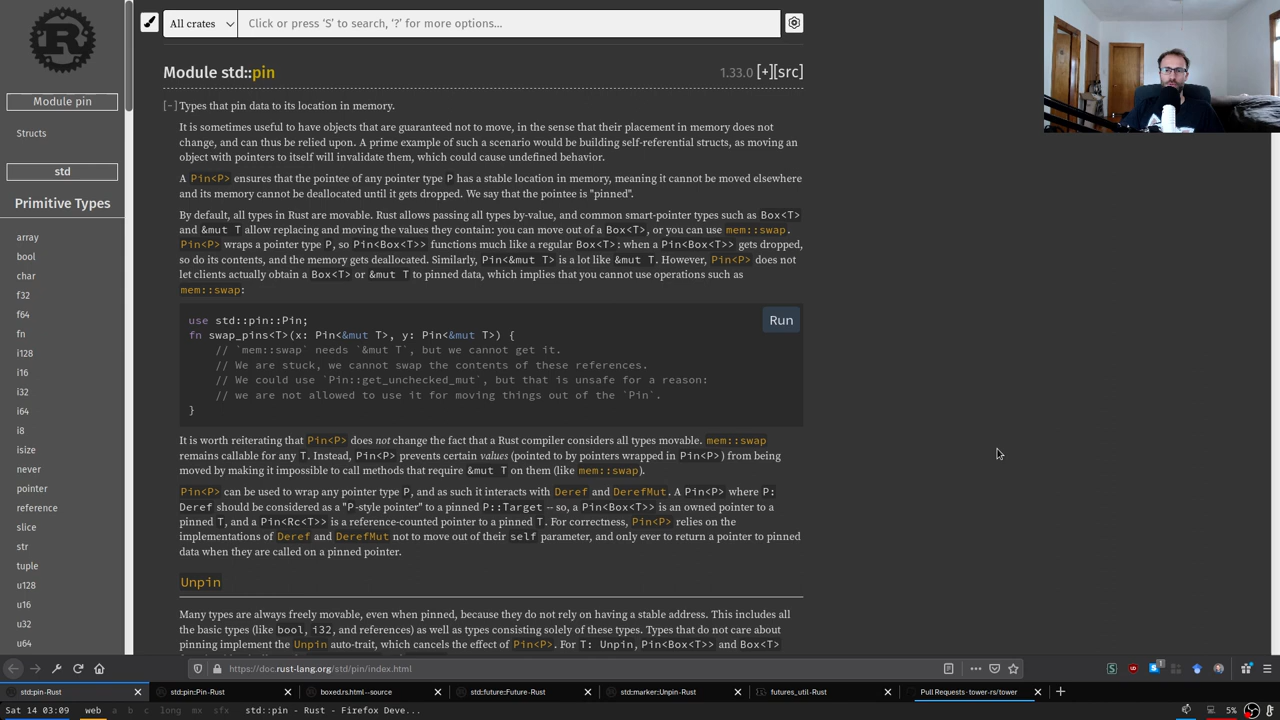 All crates
Click or press ‘S’ to search, ‘?’ for more options…
Module pin
Structs
std
Primitive Types
array
bool
char
f32
f64
fn
i128
i16
i32
i64
i8
isize
never
pointer
reference
slice
str
tuple
u128
u16
u32
u64
Module std::pin
1.33.0 [+][src]
[−] Types that pin data to its location in memory.
It is sometimes useful to have objects that are guaranteed not to move, in the sense that their placement in memory does not
change, and can thus be relied upon. A prime example of such a scenario would be building self-referential structs, as moving an
object with pointers to itself will invalidate them, which could cause undefined behavior.
A Pin<P> ensures that the pointee of any pointer type P has a stable location in memory, meaning it cannot be moved elsewhere
and its memory cannot be deallocated until it gets dropped. We say that the pointee is "pinned".
By default, all types in Rust are movable. Rust allows passing all types by-value, and common smart-pointer types such as Box<T>
and &mut T allow replacing and moving the values they contain: you can move out of a Box<T>, or you can use mem::swap.
Pin<P> wraps a pointer type P, so Pin<Box<T>> functions much like a regular Box<T>: when a Pin<Box<T>> gets dropped,
so do its contents, and the memory gets deallocated. Similarly, Pin<&mut T> is a lot like &mut T. However, Pin<P> does not
let clients actually obtain a Box<T> or &mut T to pinned data, which implies that you cannot use operations such as
mem::swap:
Run
use std::pin::Pin;
fn swap_pins<T>(x: Pin<&mut T>, y: Pin<&mut T>) {
// `mem::swap` needs `&mut T`, but we cannot get it.
// We are stuck, we cannot swap the contents of these references.
// We could use `Pin::get_unchecked_mut`, but that is unsafe for a reason:
// we are not allowed to use it for moving things out of the `Pin`.
}
It is worth reiterating that Pin<P> does not change the fact that a Rust compiler considers all types movable. mem::swap
remains callable for any T. Instead, Pin<P> prevents certain values (pointed to by pointers wrapped in Pin<P>) from being
moved by making it impossible to call methods that require &mut T on them (like mem::swap).
Pin<P> can be used to wrap any pointer type P, and as such it interacts with Deref and DerefMut. A Pin<P> where P:
Deref should be considered as a "P-style pointer" to a pinned P::Target -- so, a Pin<Box<T>> is an owned pointer to a
pinned T, and a Pin<Rc<T>> is a reference-counted pointer to a pinned T. For correctness, Pin<P> relies on the
implementations of Deref and DerefMut not to move out of their self parameter, and only ever to return a pointer to pinned
data when they are called on a pinned pointer.
Unpin
Many types are always freely movable, even when pinned, because they do not rely on having a stable address. This includes all
the basic types (like bool, i32, and references) as well as types consisting solely of these types. Types that do not care about
pinning implement the Unpin auto-trait, which cancels the effect of Pin<P>. For T: Unpin, Pin<Box<T>> and Box<T>
https://doc.rust-lang.org/std/pin/index.html
std::pin - Rust
std::pin::Pin - Rust
boxed.rs.html -- source
std::future::Future - Rust
std::marker::Unpin - Rust
futures_util - Rust
Pull Requests · tower-rs/tower
Sat 14 03:09 web a b c long mx sfx std::pin - Rust - Firefox Deve...
5%